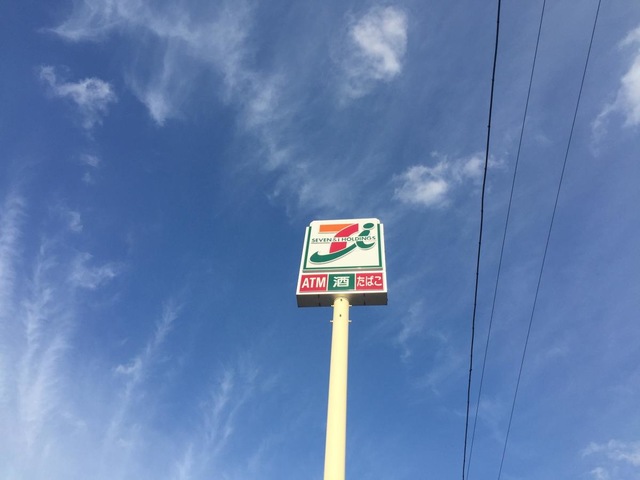 SEVEN & i HOLDINGS
ATM 酒 たばこ